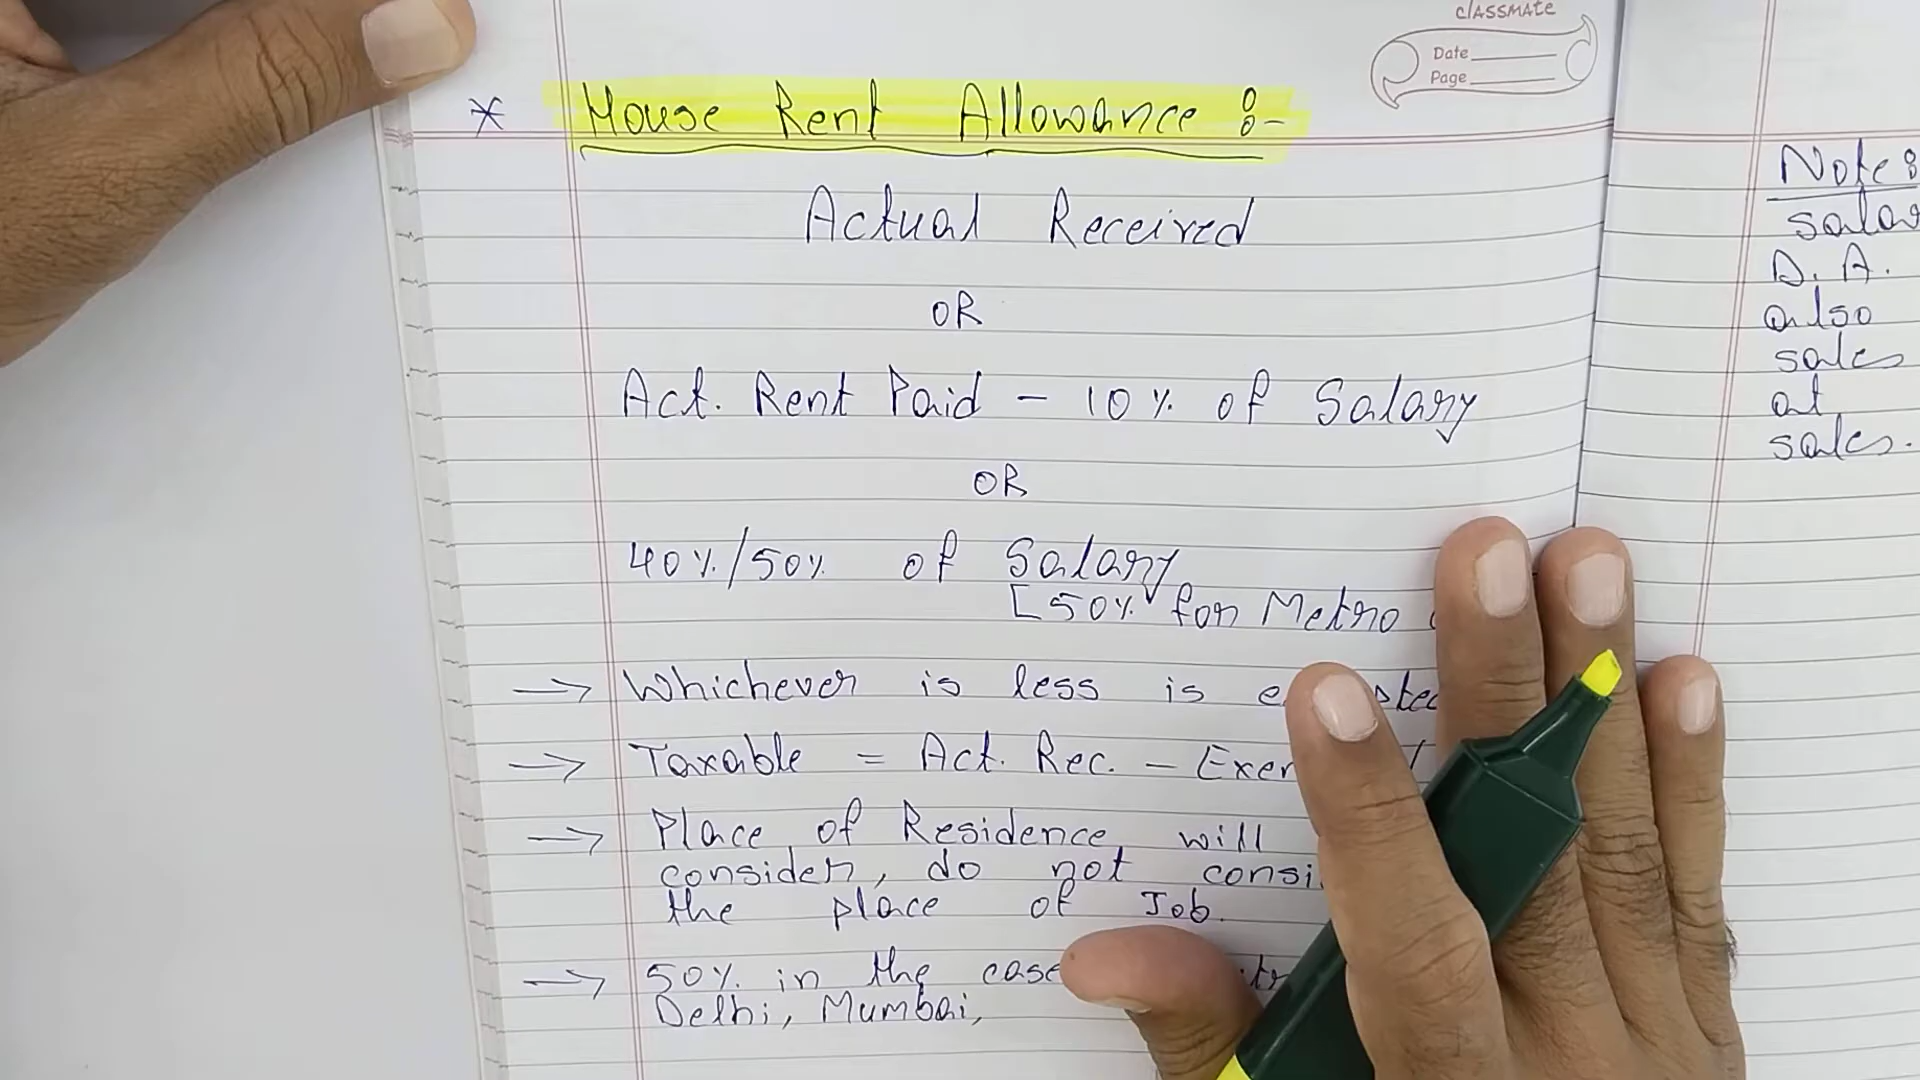 classmate
Date
Page
* House Rent Allowance :-
Actual Received
OR
Act. Rent Paid - 10% of Salary
OR
40%/50% of Salary
[50% for Metro
→ Whichever is less is
→ Taxable = Act. Rec. -
→ Place of Residence will
consider, do not
the place of Job.
→ 50% in the case
Delhi, Mumbai,
Note:
D. A.
also
sales
at
sales.